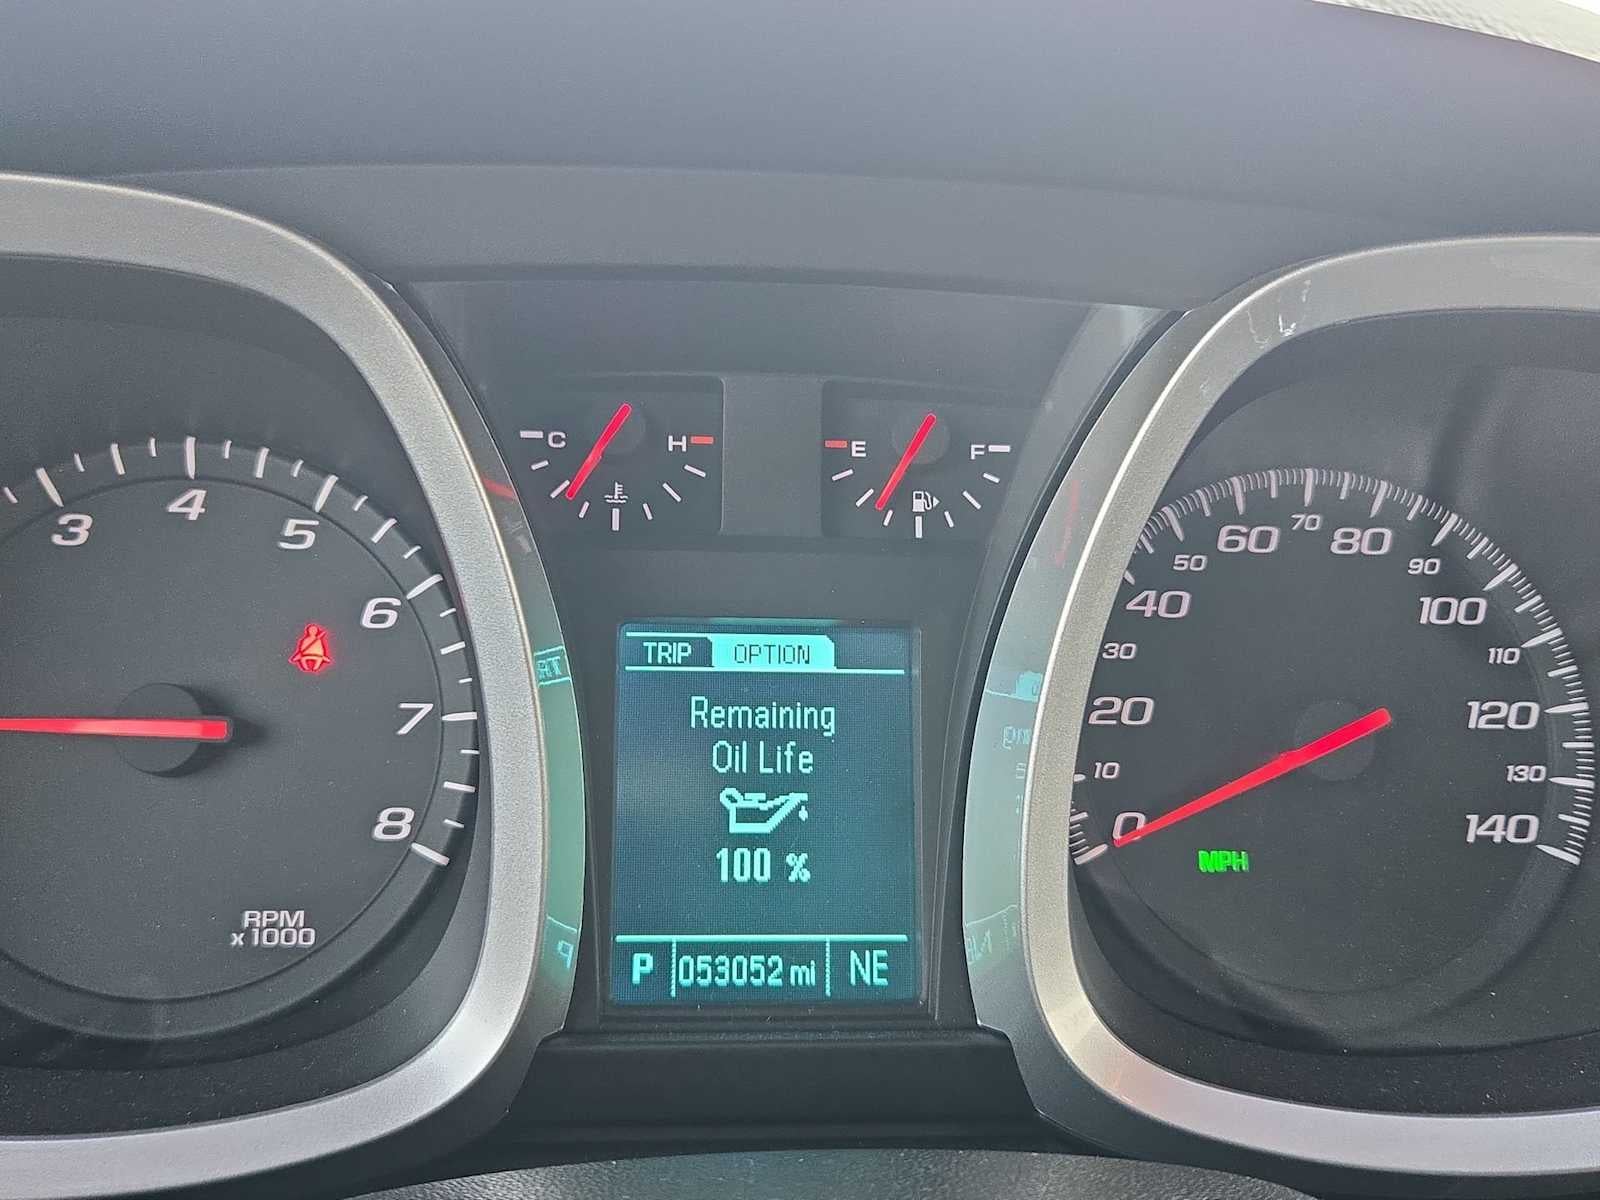 C H
E F
3 4 5 6 7 8
RPM
x 1000
TRIP OPTION
Remaining
Oil Life
100 %
P 053052 mi NE
0 10 20 30 40 50 60 70 80 90 100 110 120 130 140
MPH